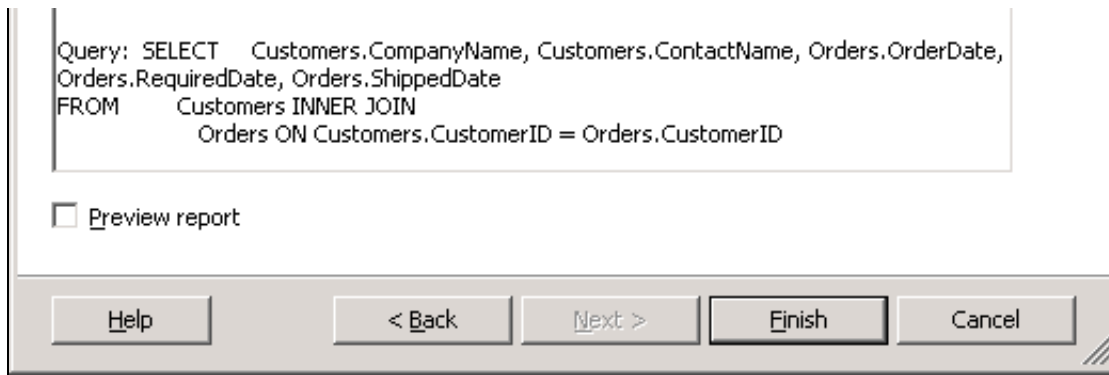 Query: SELECT    Customers.CompanyName, Customers.ContactName, Orders.OrderDate,
Orders.RequiredDate, Orders.ShippedDate
FROM        Customers INNER JOIN
                    Orders ON Customers.CustomerID = Orders.CustomerID
Preview report
Help    < Back    Next >    Finish    Cancel